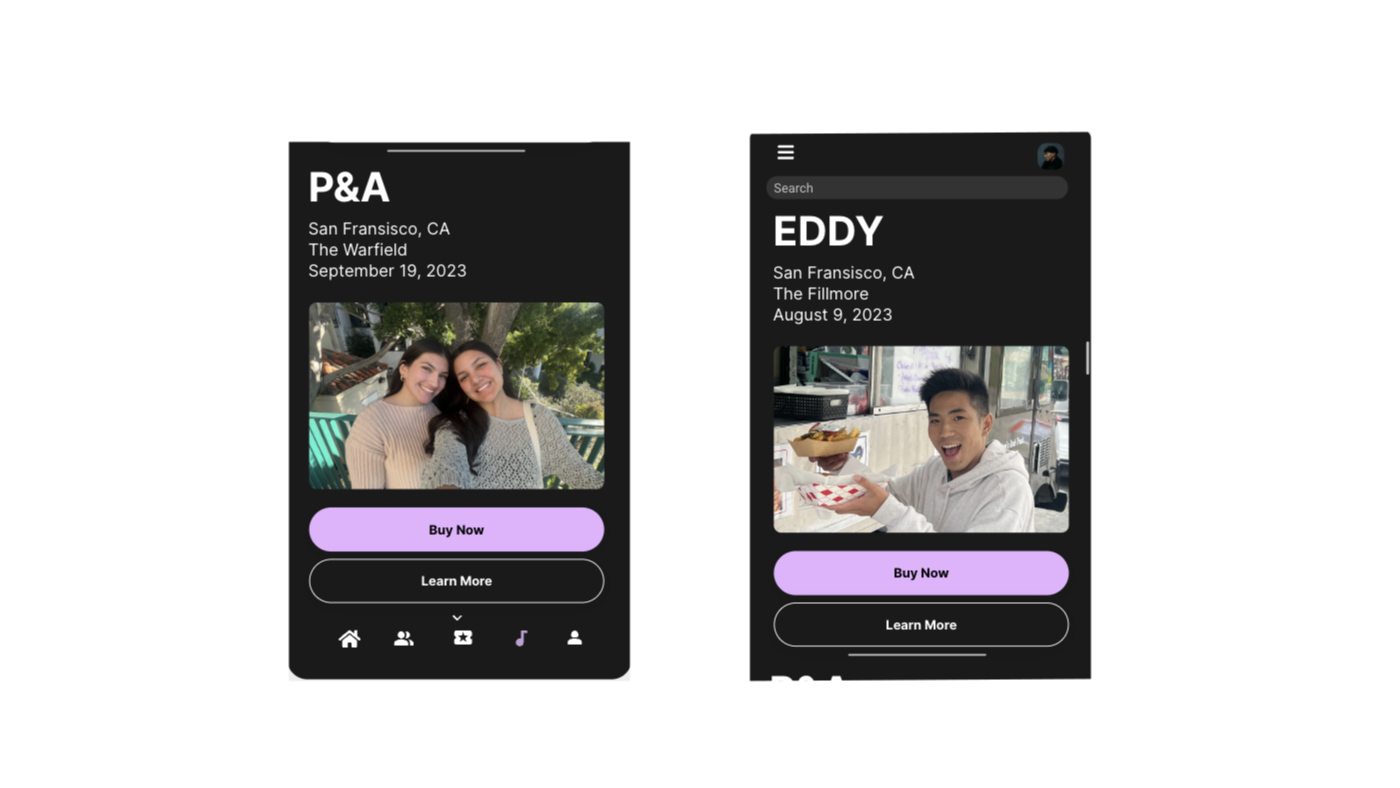 P&A
San Fransisco, CA
The Warfield
September 19, 2023
Buy Now
Learn More
Search
EDDY
San Fransisco, CA
The Fillmore
August 9, 2023
Buy Now
Learn More
P&A